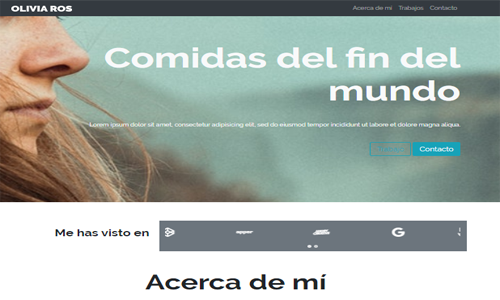 OLIVIA ROS
Acerca de mí Trabajos Contacto
Comidas del fin del
mundo
Lorem ipsum dolor sit amet, consectetur adipisicing elit, sed do eiusmod tempor incididunt ut labore et dolore magna aliqua.
Contacto
Me has visto en
G
Acerca de mí